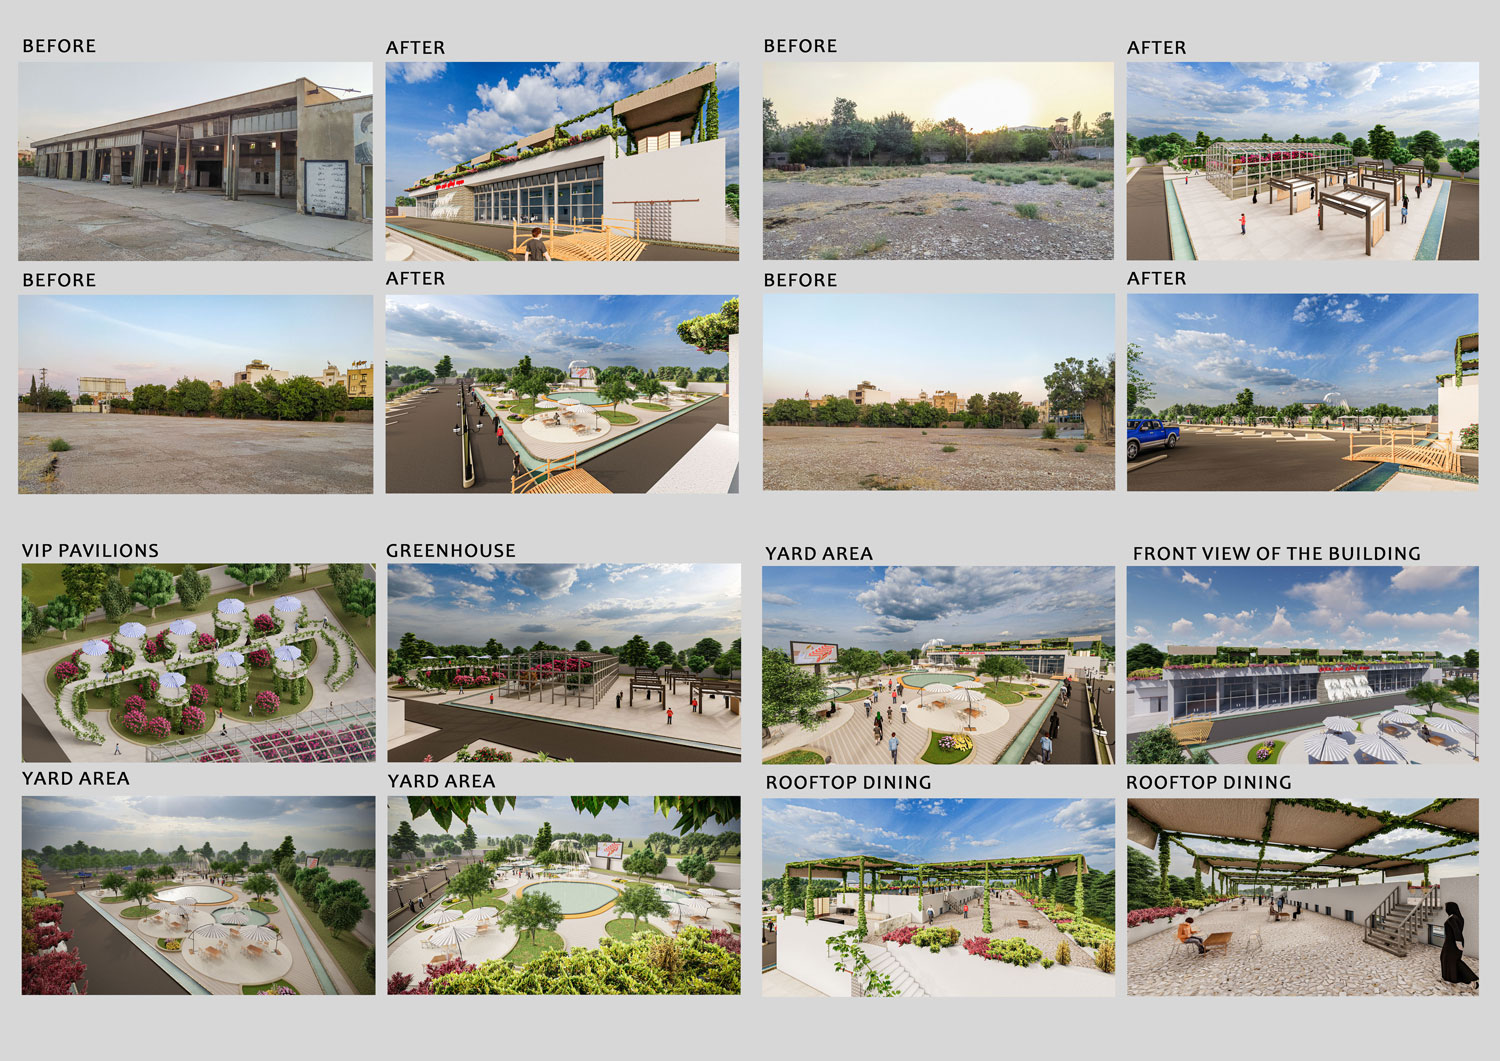 BEFORE
AFTER
BEFORE
AFTER
BEFORE
AFTER
BEFORE
AFTER
VIP PAVILIONS
GREENHOUSE
YARD AREA
FRONT VIEW OF THE BUILDING
YARD AREA
YARD AREA
ROOFTOP DINING
ROOFTOP DINING